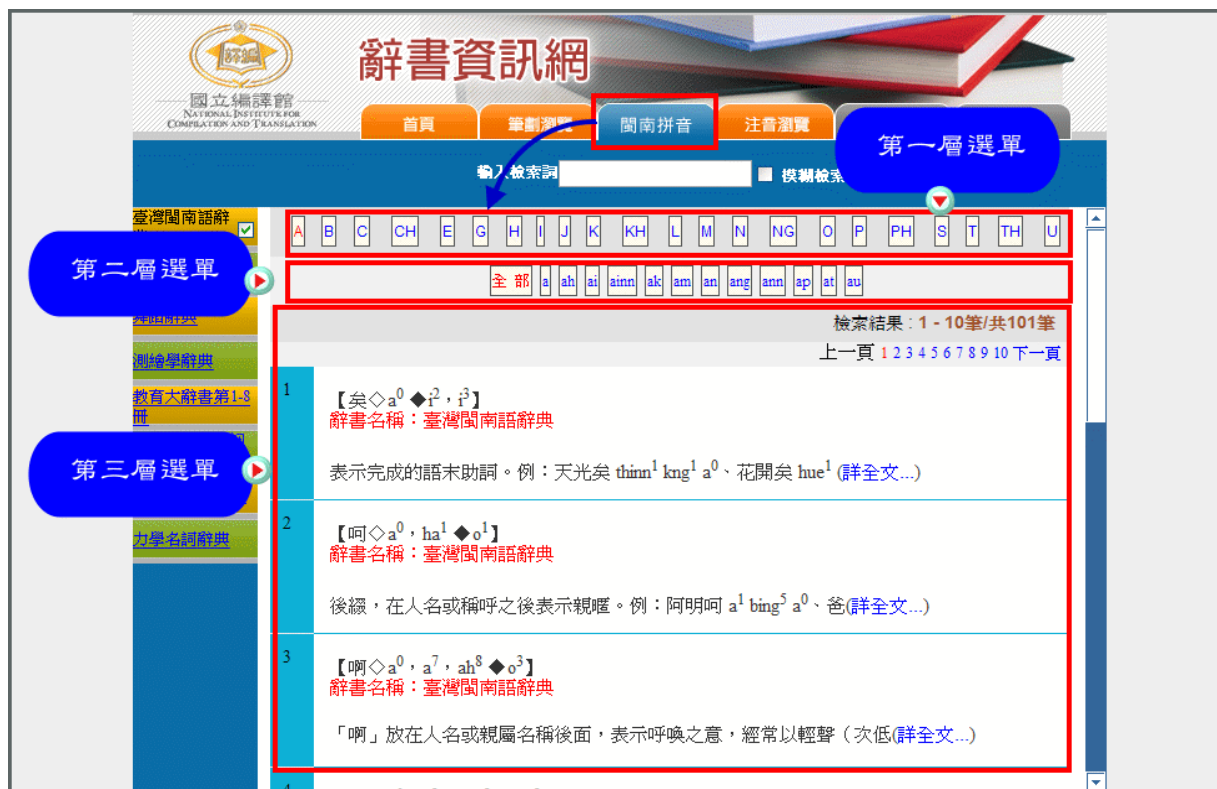 師編
國立編譯館
NATIONAL INSTITUTE FOR
COMPILATION AND TRANSLATION
辭書資訊網
首頁
筆劃瀏覽
閩南拼音
注音瀏覽
第一層選單
輸入檢索詞
模糊檢索
臺灣閩南語辭
第二層選單
舞蹈辭典
測繪學辭典
教育大辭書第1-8
冊
第三層選單
力學名詞辭典
A B C CH E G H I J K KH L M N NG O P PH S T TH U
全 部 a ah ai ainn ak am an ang ann ap at au
檢索結果 : 1 - 10筆/共101筆
上一頁 1 2 3 4 5 6 7 8 9 10 下一頁
1
【矣◇a⁰ ◆i²，i³】
辭書名稱：臺灣閩南語辭典
表示完成的語末助詞。例：天光矣 thinn¹ kng¹ a⁰、花開矣 hue¹ (詳全文...)
2
【呵◇a⁰，ha¹ ◆o¹】
辭書名稱：臺灣閩南語辭典
後綴，在人名或稱呼之後表示親暱。例：阿明呵 a¹ bing⁵ a⁰、爸(詳全文...)
3
【啊◇a⁰，a⁷，ah⁸ ◆o³】
辭書名稱：臺灣閩南語辭典
「啊」放在人名或親屬名稱後面，表示呼喚之意，經常以輕聲（次低(詳全文...)
4